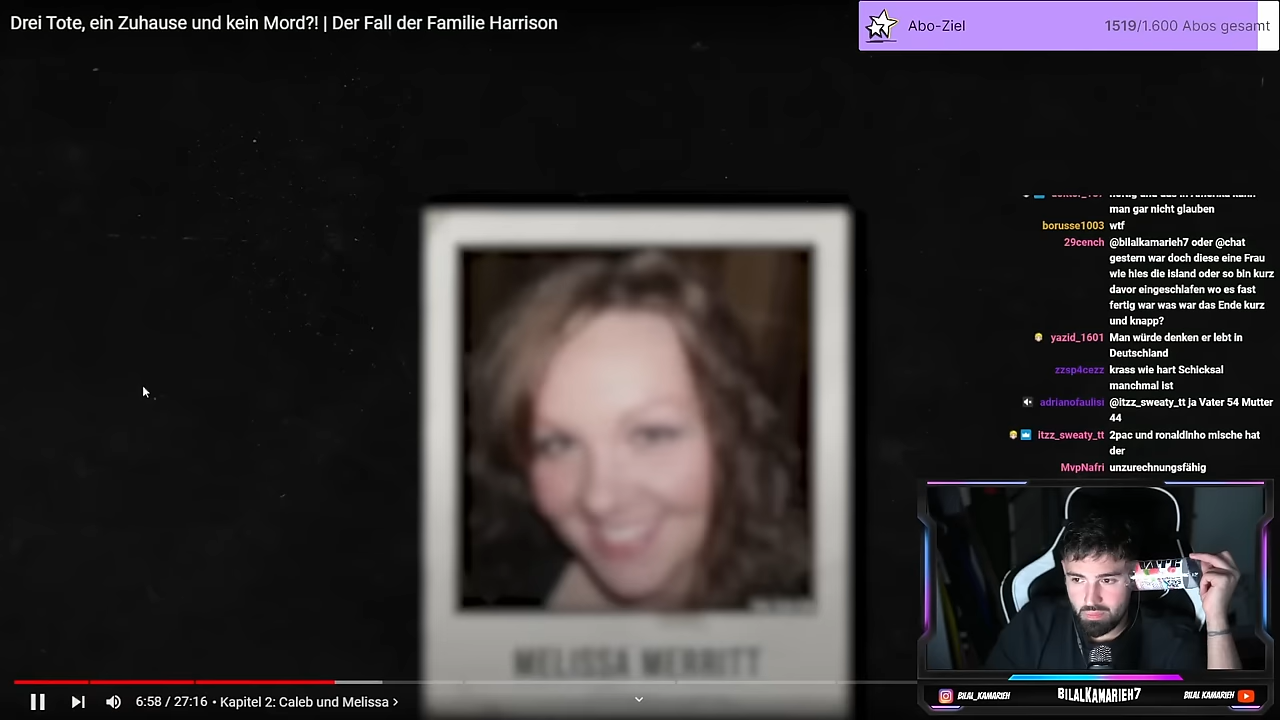 Drei Tote, ein Zuhause und kein Mord?! | Der Fall der Familie Harrison
Abo-Ziel
1519/1.600 Abos gesamt
man gar nicht glauben
borusse1003 wtf
29cench @bilalkamarieh7 oder @chat
gestern war doch diese eine Frau
wie hies die Island oder so bin kurz
davor eingeschlafen wo es fast
fertig war was war das Ende kurz
und knapp?
yazid_1601 Man würde denken er lebt in
Deutschland
zzsp4cezz krass wie hart Schicksal
manchmal ist
adrianofaulisi @itzz_sweaty_tt ja Vater 54 Mutter
44
itzz_sweaty_tt 2pac und ronaldinho mische hat
der
MvpNafri unzurechnungsfähig
MELISSA MERRITT
6:58 / 27:16 • Kapitel 2: Caleb und Melissa >
BILAL_KAMARIEH
BILALKAMARIEH7
BILAL KAMARIEH